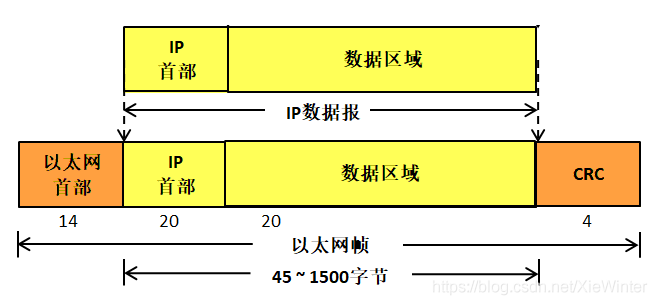 IP
首部
数据区域
IP数据报
以太网
首部
IP
首部
数据区域
CRC
14
20
20
4
以太网帧
45 ~ 1500字节
https://blog.csdn.net/XieWinter